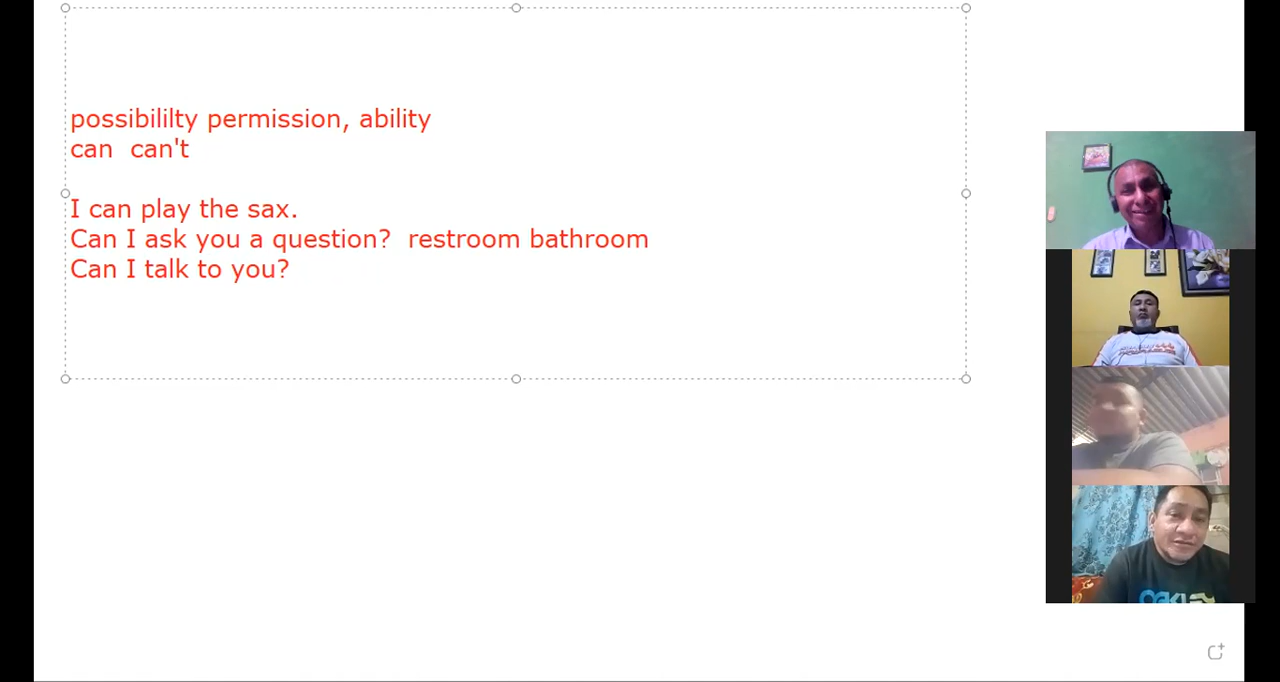 possibililty permission, ability
can can't
I can play the sax.
Can I ask you a question? restroom bathroom
Can I talk to you?